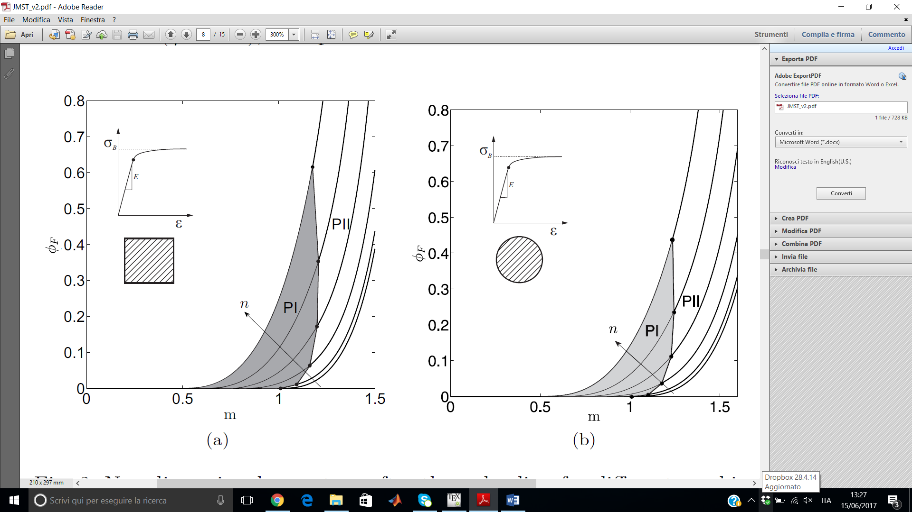 JMST_v2.pdf - Adobe Reader
File Modifica Vista Finestra ?
Apri 8 / 15 300% Strumenti Compila e firma Commento
Accedi
Esporta PDF
Adobe ExportPDF
Convertire file PDF online in formato Word o Excel.
Seleziona file PDF:
JMST_v2.pdf
1 file / 728 KB
Converti in:
Microsoft Word (*.docx)
Riconosci testo in English(U.S.)
Modifica
Converti
Crea PDF
Modifica PDF
Combina PDF
Invia file
Archivia file
0.8
0.7
0.6
0.5
0.4
0.3
0.2
0.1
0
0 0.5 1 1.5
ϕF
m
σB
E
ε
n
PI
PII
(a)
0.8
0.7
0.6
0.5
0.4
0.3
0.2
0.1
0
0 0.5 1 1.5
ϕF
m
σB
E
ε
n
PI
PII
(b)
210 x 297 mm
Dropbox 28.4.14
Aggiornato
Scrivi qui per eseguire la ricerca
ITA
13:27
15/06/2017
3